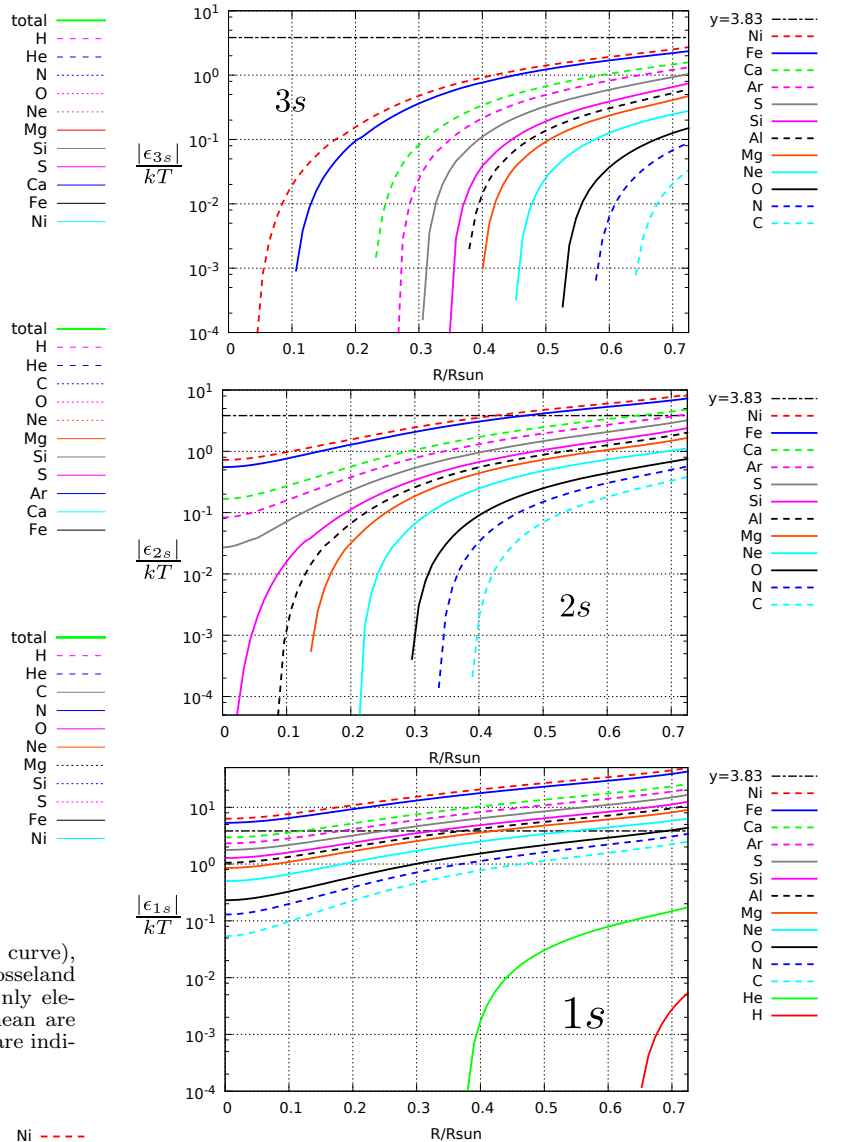 total
H
He
N
O
Ne
Mg
Si
S
Ca
Fe
Ni
total
H
He
C
O
Ne
Mg
Si
S
Ar
Ca
Fe
total
H
He
C
N
O
Ne
Mg
Si
S
Fe
Ni
curve),
osseland
nly ele-
nean are
are indi-
Ni
10^1
10^0
10^-1
10^-2
10^-3
10^-4
|ϵ3s|
kT
3s
0 0.1 0.2 0.3 0.4 0.5 0.6 0.7
R/Rsun
y=3.83
Ni
Fe
Ca
Ar
S
Si
Al
Mg
Ne
O
N
C
10^1
10^0
10^-1
10^-2
10^-3
10^-4
|ϵ2s|
kT
2s
0 0.1 0.2 0.3 0.4 0.5 0.6 0.7
R/Rsun
y=3.83
Ni
Fe
Ca
Ar
S
Si
Al
Mg
Ne
O
N
C
10^1
10^0
10^-1
10^-2
10^-3
10^-4
|ϵ1s|
kT
1s
0 0.1 0.2 0.3 0.4 0.5 0.6 0.7
R/Rsun
y=3.83
Ni
Fe
Ca
Ar
S
Si
Al
Mg
Ne
O
N
C
He
H